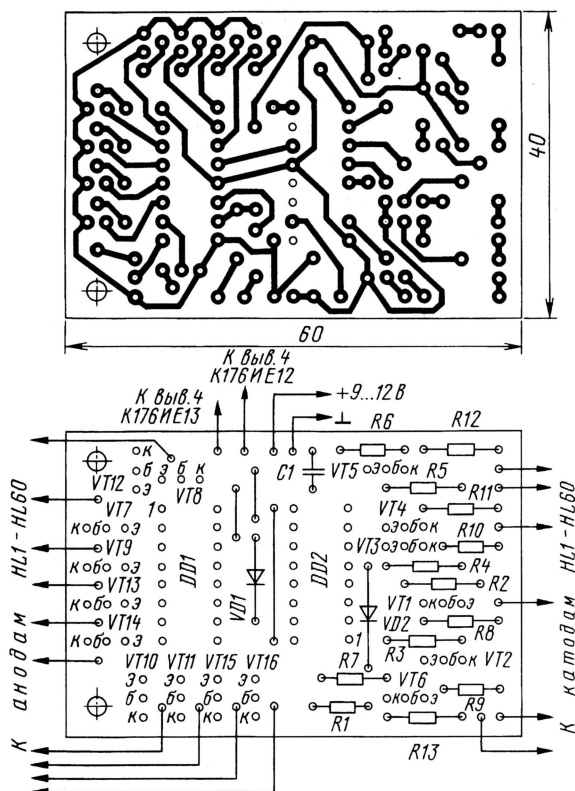 40
60
К выв. 4
К176ИЕ12
К выв. 4
К176ИЕ13
+9...12 В
⊥
R6
R12
К
б э б к
Э
VT12
VT8
C1
VT5
э б к
R5
R11
VT7
1
VT4
к б э
э б к
R10
VT9
VT3
э б к
DD1
VD1
DD2
R4
к б э
R2
VT13
VT1
к б э
VD2
к б э
R8
VT14
1
R3
к б э
VT10
VT11
VT15
VT16
R7
э б к
VT2
э э э э
VT6
б б б б
к б э
R9
к к к к
R1
R13
К анодам HL1-HL60
К катодам HL1-HL60